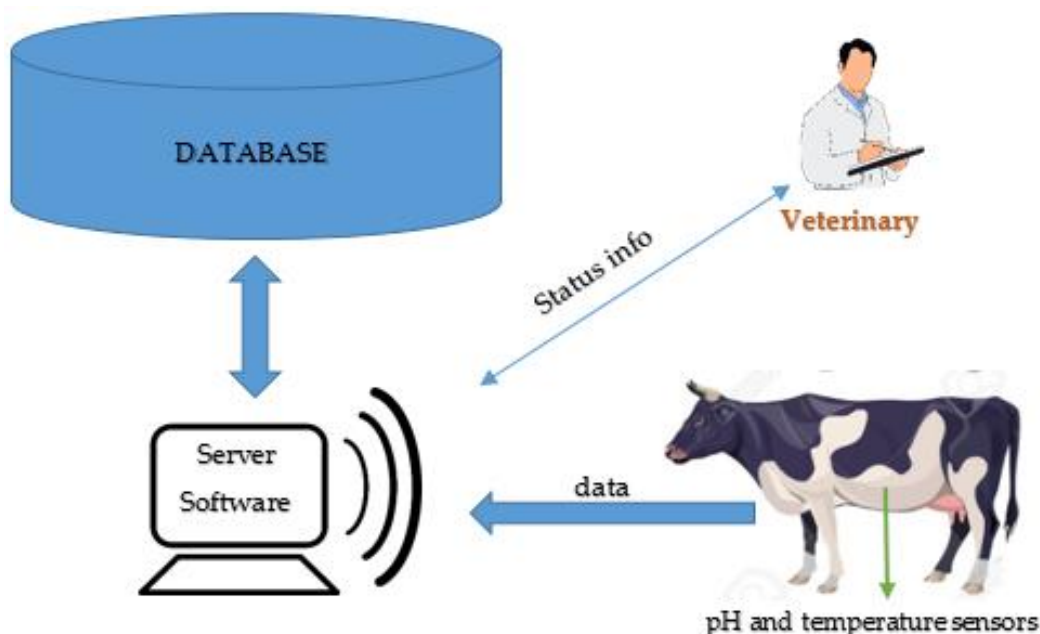 DATABASE
Veterinary
Status info
Server
Software
data
pH and temperature sensors